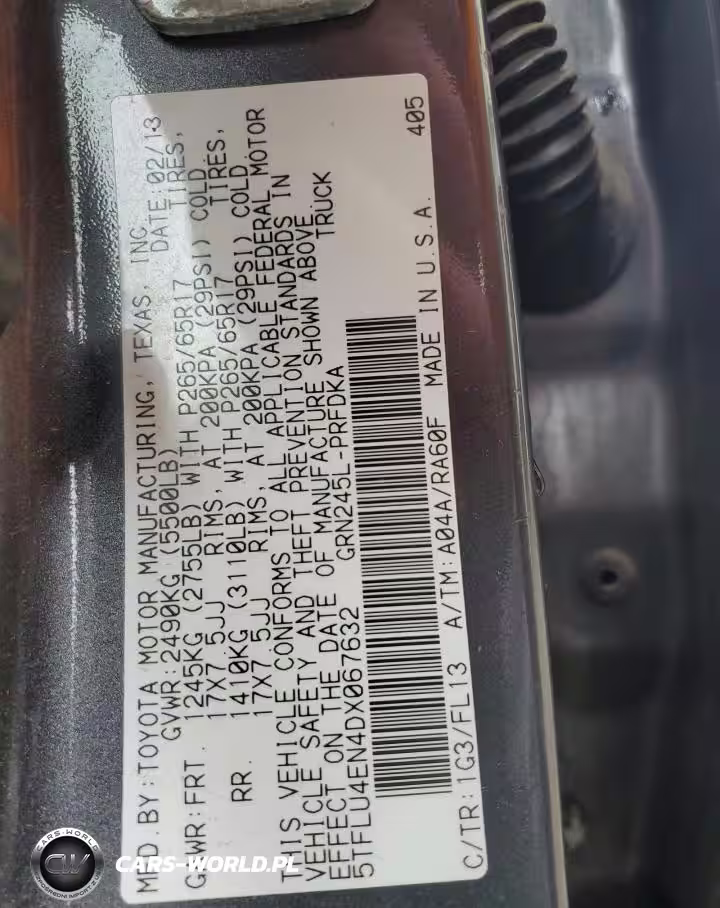 MFD.BY:TOYOTA MOTOR MANUFACTURING, TEXAS, INC. DATE:02/13
GVWR:2490KG(5500LB)
GWR:FRT. 1245KG(2755LB)WITH P265/65R17 TIRES,
17X7.5JJ RIMS, AT 200KPA(29PSI) COLD
RR. 1410KG(3110LB)WITH P265/65R17 TIRES,
17X7.5JJ RIMS, AT 200KPA(29PSI) COLD
THIS VEHICLE CONFORMS TO ALL APPLICABLE FEDERAL MOTOR
VEHICLE SAFETY AND THEFT PREVENTION STANDARDS IN
EFFECT ON THE DATE OF MANUFACTURE SHOWN ABOVE.
5TFLU4EN4DX067632 GRN245L-PRFDKA TRUCK
C/TR:1G3/FL13 A/TM:A04A/RA60F MADE IN U.S.A. 405
CARS-WORLD.PL
CARS-WORLD
CW